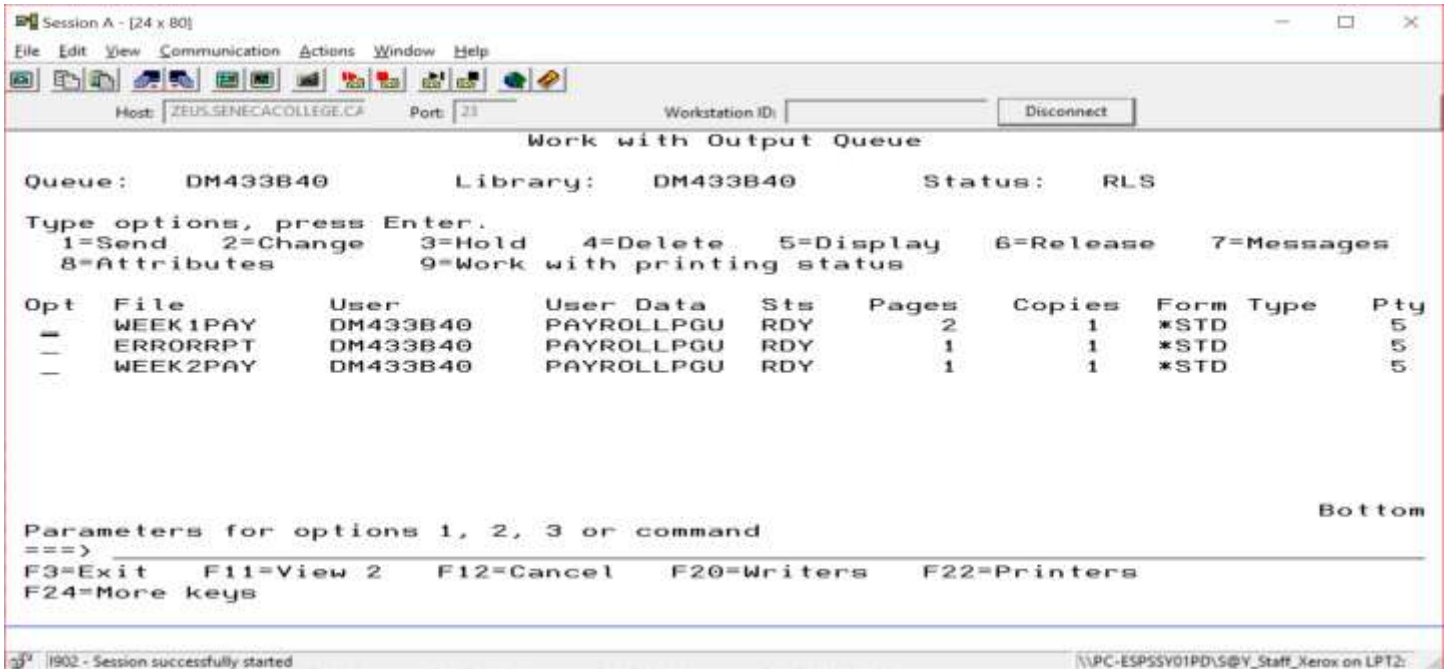 Session A - [24 x 80]
File Edit View Communication Actions Window Help
Host: ZEUS.SENECACOLLEGE.CA Port: 23 Workstation ID: Disconnect
Work with Output Queue
Queue: DM433B40 Library: DM433B40 Status: RLS
Type options, press Enter.
1=Send 2=Change 3=Hold 4=Delete 5=Display 6=Release 7=Messages
8=Attributes 9=Work with printing status
Opt File User User Data Sts Pages Copies Form Type Pty
_ WEEK1PAY DM433B40 PAYROLLPGU RDY 2 1 *STD 5
_ ERRORRPT DM433B40 PAYROLLPGU RDY 1 1 *STD 5
_ WEEK2PAY DM433B40 PAYROLLPGU RDY 1 1 *STD 5
Bottom
Parameters for options 1, 2, 3 or command
===>
F3=Exit F11=View 2 F12=Cancel F20=Writers F22=Printers
F24=More keys
I902 - Session successfully started \\PC-ESPSSY01PD\S@Y_Staff_Xerox on LPT2: